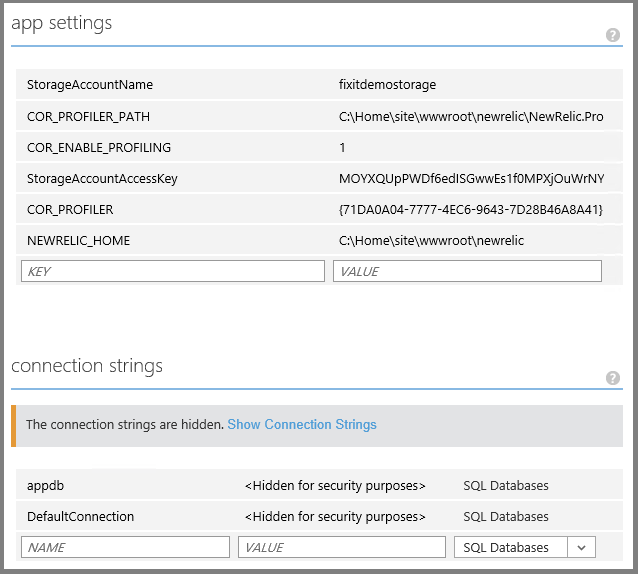 app settings
?
StorageAccountName fixitdemostorage
COR_PROFILER_PATH C:\Home\site\wwwroot\newrelic\NewRelic.Pro
COR_ENABLE_PROFILING 1
StorageAccountAccessKey MOYXQUpPWDf6edISGwwEs1f0MPXjOuWrNY
COR_PROFILER {71DA0A04-7777-4EC6-9643-7D28B46A8A41}
NEWRELIC_HOME C:\Home\site\wwwroot\newrelic
KEY VALUE
connection strings
?
The connection strings are hidden. Show Connection Strings
appdb <Hidden for security purposes> SQL Databases
DefaultConnection <Hidden for security purposes> SQL Databases
NAME VALUE SQL Databases